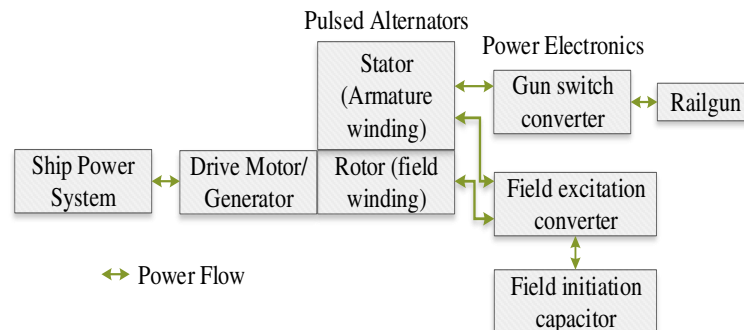 Pulsed Alternators
Power Electronics
Stator
(Armature
winding)
Gun switch
converter
Railgun
Ship Power
System
Drive Motor/
Generator
Rotor (field
winding)
Field excitation
converter
Power Flow
Field initiation
capacitor